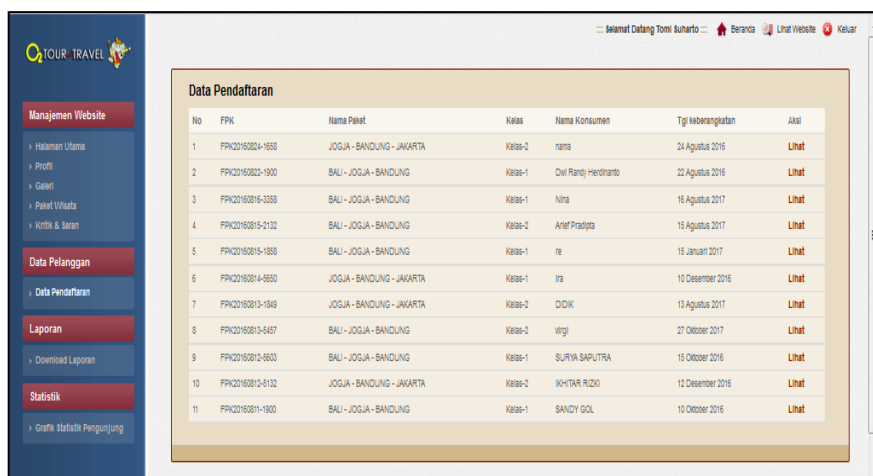 ::: Selamat Datang Tomi Suharto ::: Beranda Lihat Website Keluar
O2 TOUR TRAVEL
Manajemen Website
› Halaman Utama
› Profil
› Galeri
› Paket Wisata
› Kritik & Saran
Data Pelanggan
› Data Pendaftaran
Laporan
› Download Laporan
Statistik
› Grafik Statistik Pengunjung
Data Pendaftaran
No FPK Nama Paket Kelas Nama Konsumen Tgl keberangkatan Aksi
1 FPK20160824-1658 JOGJA - BANDUNG - JAKARTA Kelas-2 nama 24 Agustus 2016 Lihat
2 FPK20160822-1900 BALI - JOGJA - BANDUNG Kelas-1 Dwi Randy Herdinanto 22 Agustus 2016 Lihat
3 FPK20160816-3358 BALI - JOGJA - BANDUNG Kelas-1 Nina 16 Agustus 2017 Lihat
4 FPK20160815-2132 BALI - JOGJA - BANDUNG Kelas-2 Arief Pradipta 15 Agustus 2017 Lihat
5 FPK20160815-1858 BALI - JOGJA - BANDUNG Kelas-1 re 15 Januari 2017 Lihat
6 FPK20160814-5650 JOGJA - BANDUNG - JAKARTA Kelas-1 Ira 10 Desember 2016 Lihat
7 FPK20160813-1849 JOGJA - BANDUNG - JAKARTA Kelas-2 DIDIK 13 Agustus 2017 Lihat
8 FPK20160813-5457 BALI - JOGJA - BANDUNG Kelas-2 virgi 27 Oktober 2017 Lihat
9 FPK20160812-5603 BALI - JOGJA - BANDUNG Kelas-1 SURYA SAPUTRA 15 Oktober 2016 Lihat
10 FPK20160812-5132 JOGJA - BANDUNG - JAKARTA Kelas-2 IKHITAR RIZKI 12 Desember 2016 Lihat
11 FPK20160811-1900 BALI - JOGJA - BANDUNG Kelas-1 SANDY GOL 10 Oktober 2016 Lihat